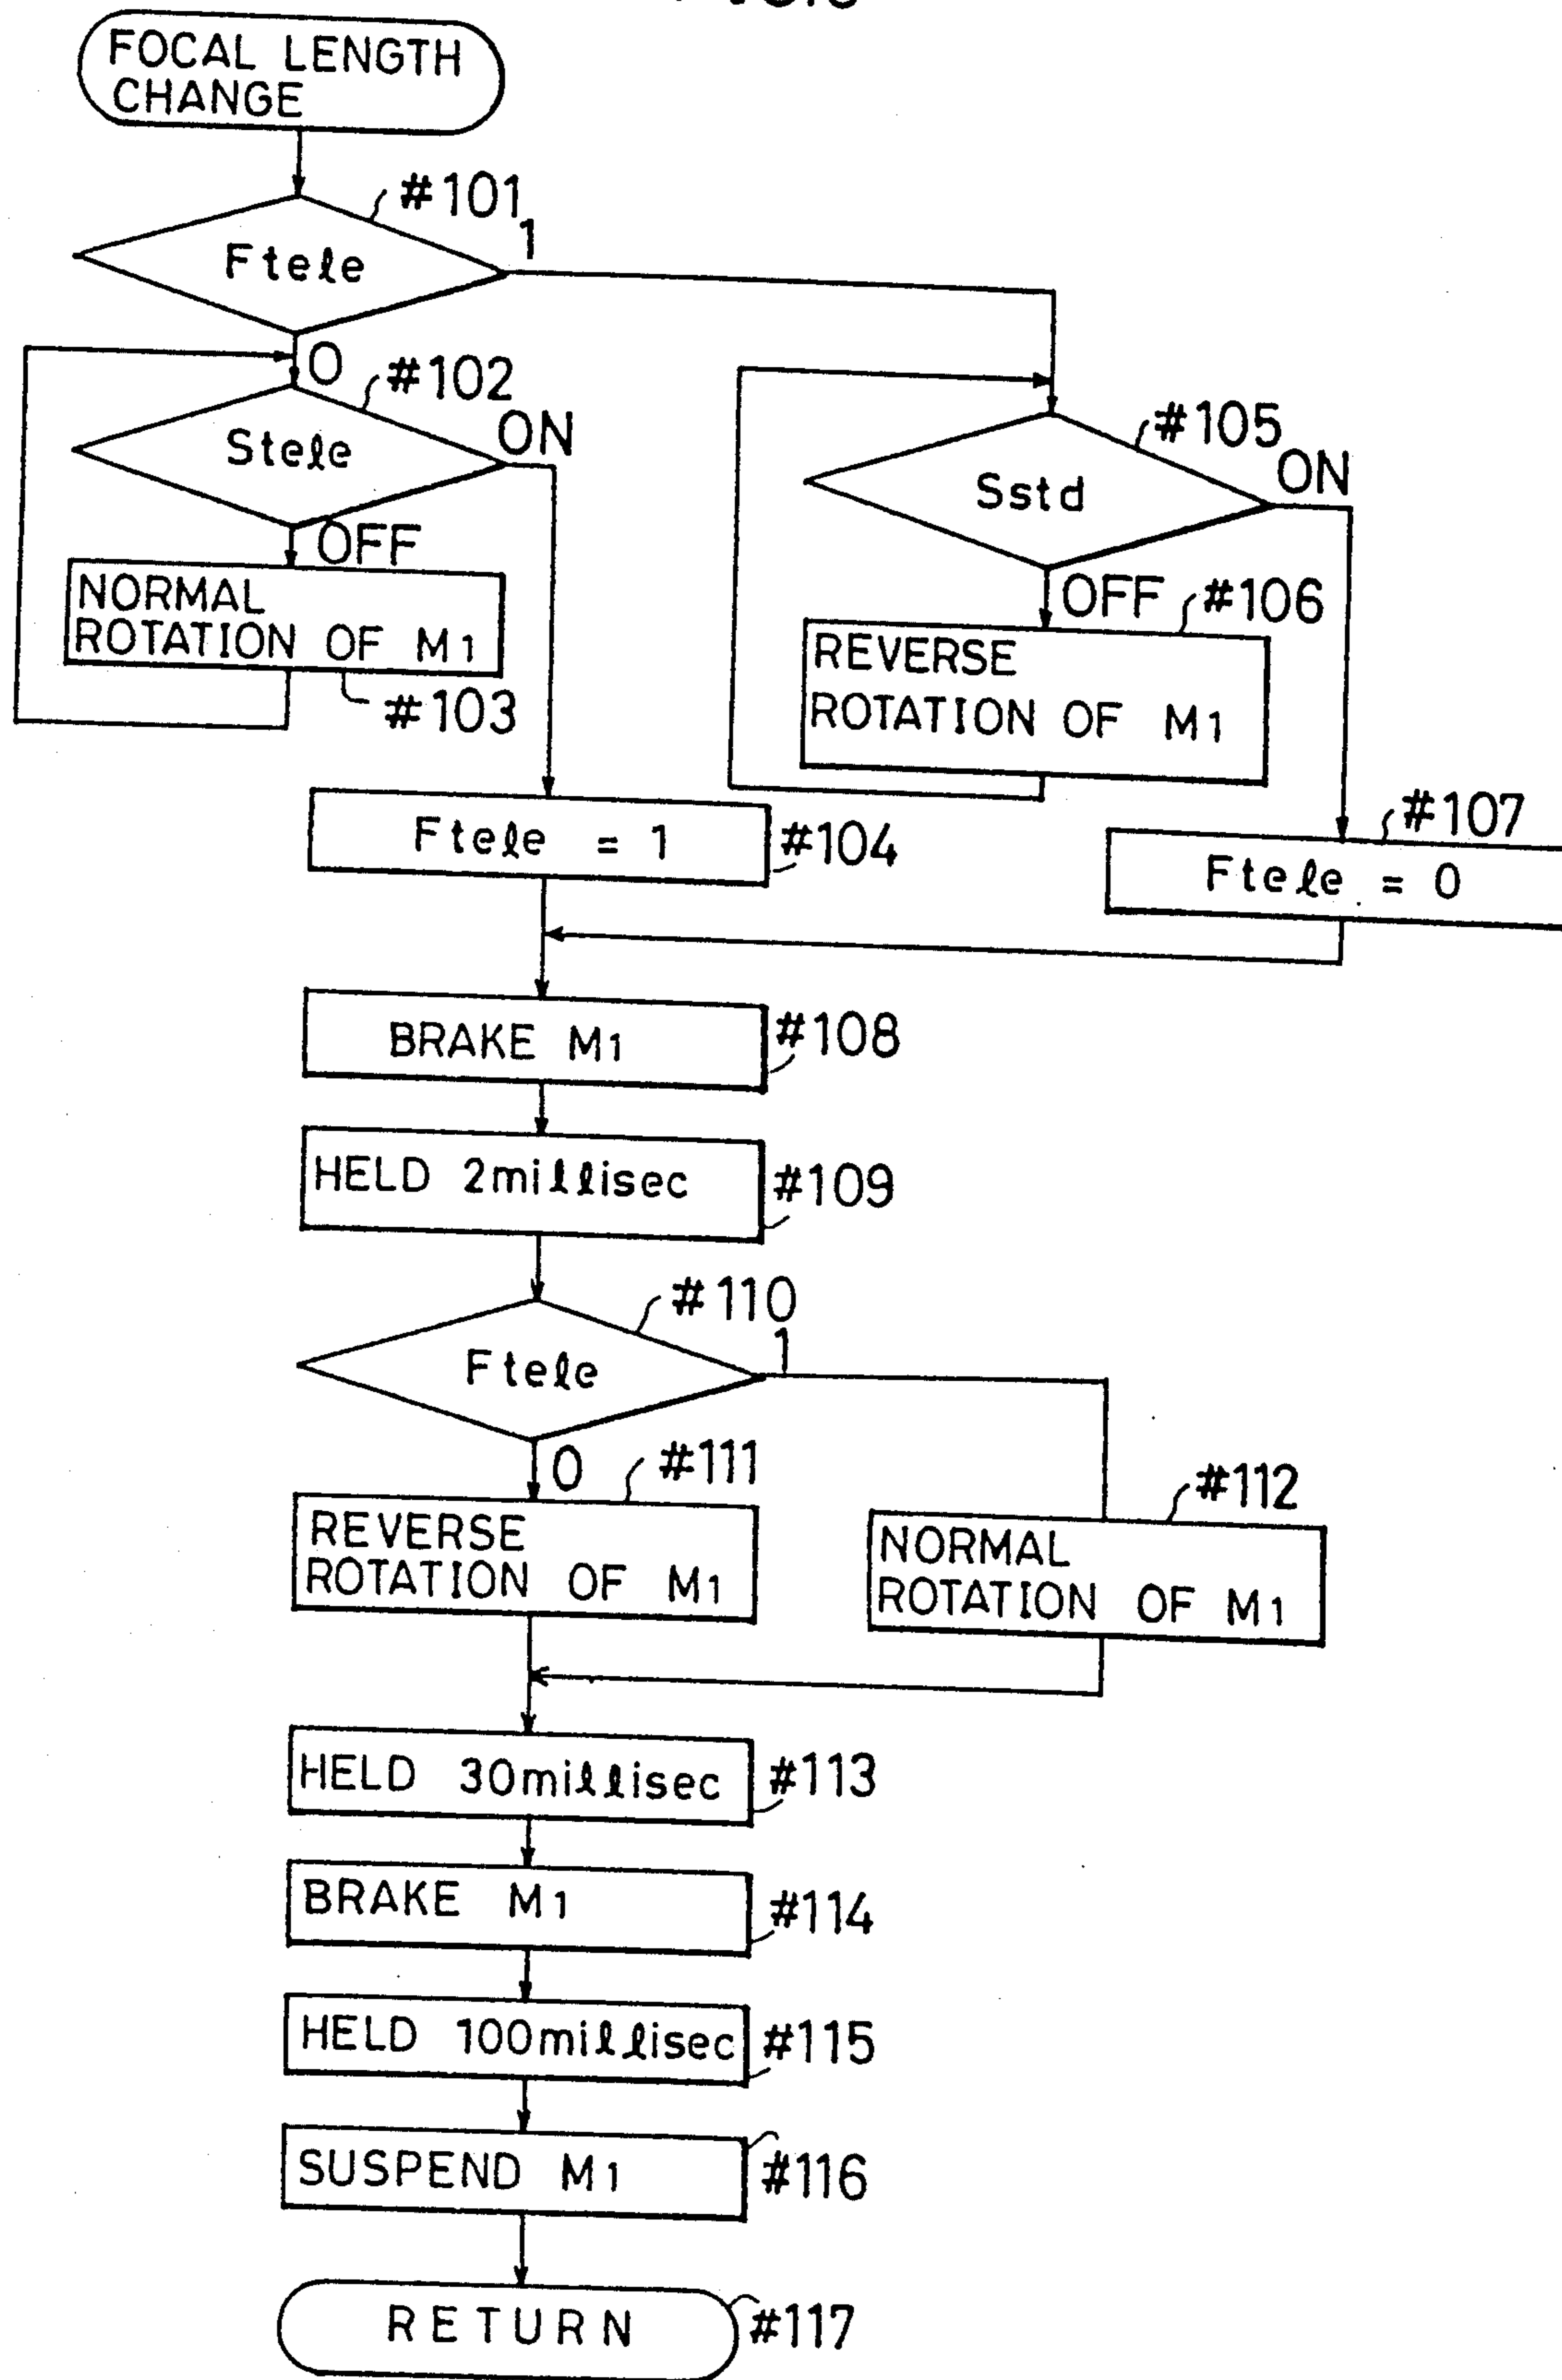 FOCAL LENGTH
CHANGE
#101
Ftele
1
0
#102
Stele
ON
OFF
NORMAL
ROTATION OF M1
#103
#105
Sstd
ON
OFF
#106
REVERSE
ROTATION OF M1
Ftele = 1
#104
#107
Ftele = 0
BRAKE M1
#108
HELD 2millisec
#109
#110
Ftele
1
0
#111
REVERSE
ROTATION OF M1
#112
NORMAL
ROTATION OF M1
HELD 30millisec
#113
BRAKE M1
#114
HELD 100millisec
#115
SUSPEND M1
#116
RETURN
#117